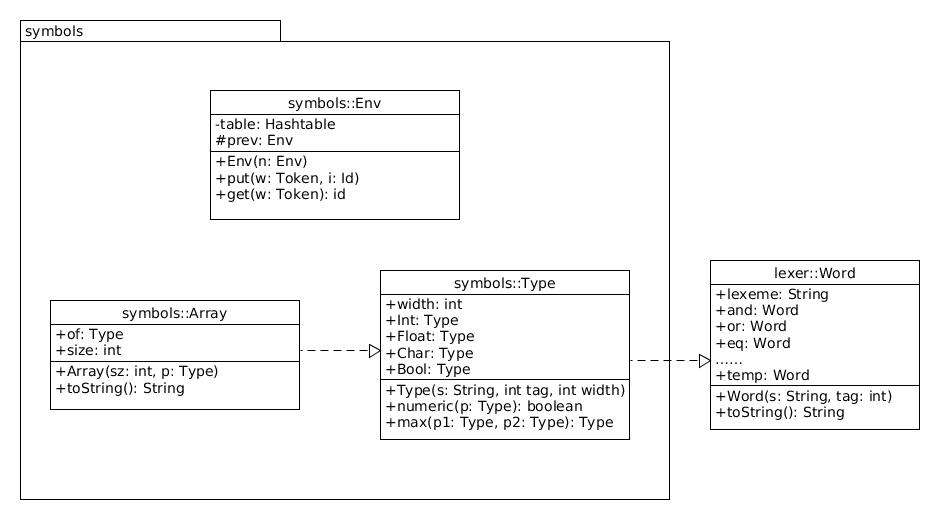 symbols
symbols::Env
-table: Hashtable
#prev: Env
+Env(n: Env)
+put(w: Token, i: Id)
+get(w: Token): id
symbols::Array
+of: Type
+size: int
+Array(sz: int, p: Type)
+toString(): String
symbols::Type
+width: int
+Int: Type
+Float: Type
+Char: Type
+Bool: Type
+Type(s: String, int tag, int width)
+numeric(p: Type): boolean
+max(p1: Type, p2: Type): Type
lexer::Word
+lexeme: String
+and: Word
+or: Word
+eq: Word
......
+temp: Word
+Word(s: String, tag: int)
+toString(): String